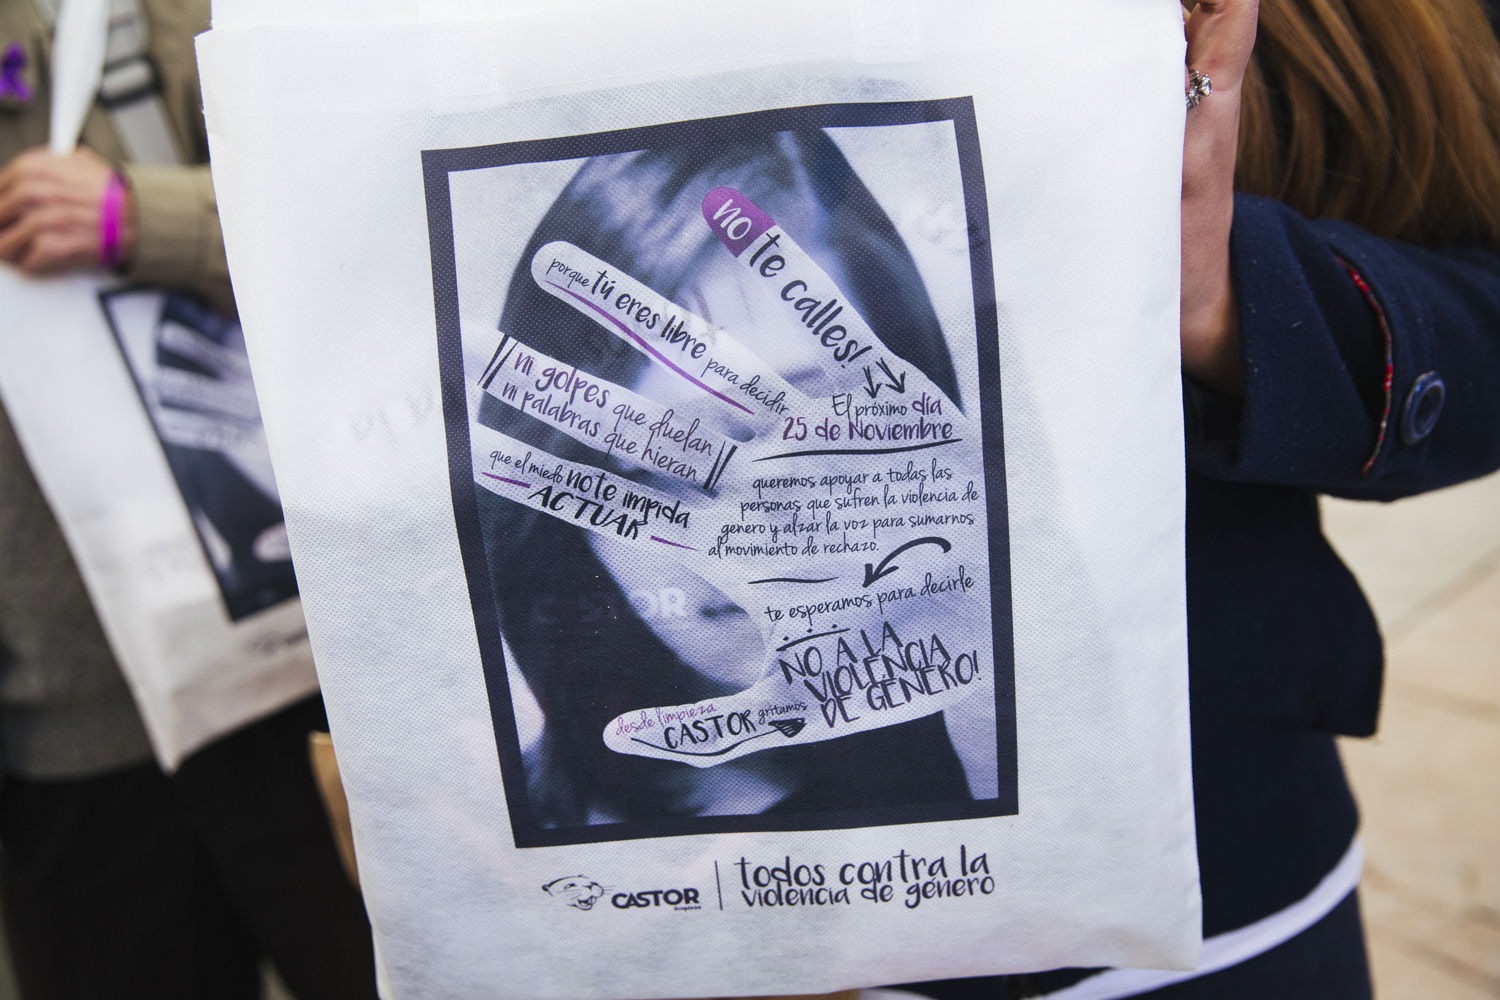 no te calles!
porque tú eres libre para decidir
ni golpes que duelan
ni palabras que hieran
que el miedo no te impida
ACTUAR
El próximo día
25 de Noviembre
queremos apoyar a todas las
personas que sufren la violencia de
genero y alzar la voz para sumarnos
al movimiento de rechazo.
te esperamos para decirle
NO A LA
VIOLENCIA
DE GÉNERO!
desde limpieza
CASTOR gritamos
CASTOR
todos contra la
violencia de género